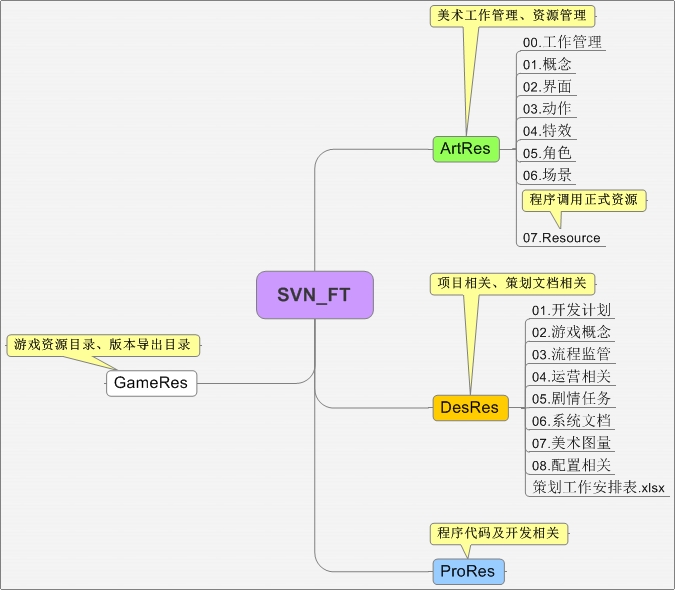 美术工作管理、资源管理
00.工作管理
01.概念
02.界面
03.动作
04.特效
ArtRes
05.角色
06.场景
程序调用正式资源
07.Resource
SVN_FT
项目相关、策划文档相关
01.开发计划
02.游戏概念
游戏资源目录、版本导出目录
03.流程监管
GameRes
04.运营相关
05.剧情任务
DesRes
06.系统文档
07.美术图量
08.配置相关
策划工作安排表.xlsx
程序代码及开发相关
ProRes